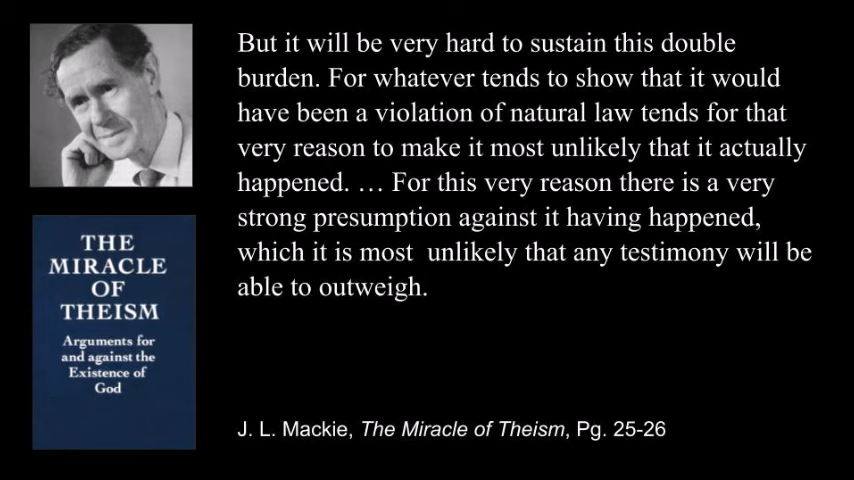 But it will be very hard to sustain this double
burden. For whatever tends to show that it would
have been a violation of natural law tends for that
very reason to make it most unlikely that it actually
happened. … For this very reason there is a very
strong presumption against it having happened,
which it is most  unlikely that any testimony will be
able to outweigh.
THE
MIRACLE
OF
THEISM
Arguments for
and against the
Existence of
God
J. L. Mackie, The Miracle of Theism, Pg. 25-26